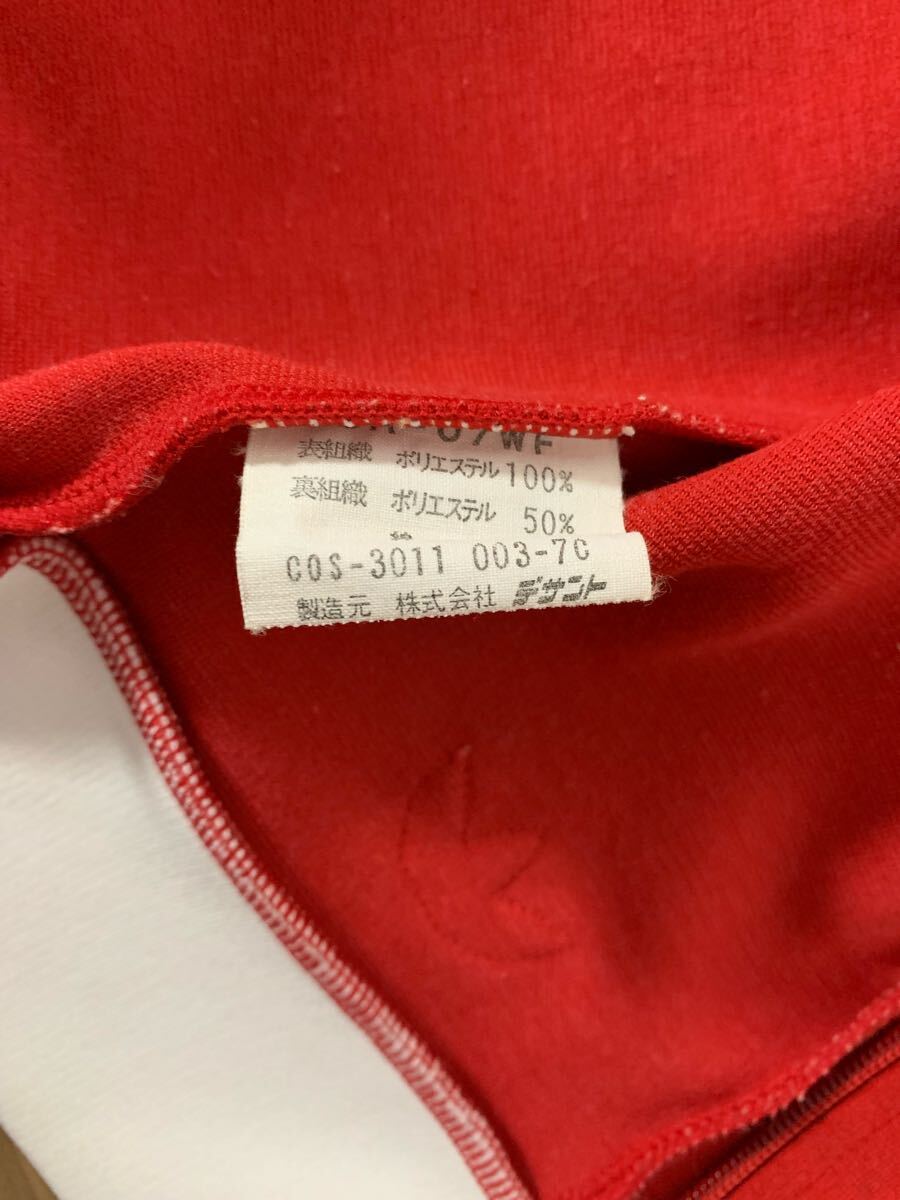 表組織 ポリエステル100%
裏組織 ポリエステル 50%
COS-3011 003-7C
製造元 株式会社 デサント